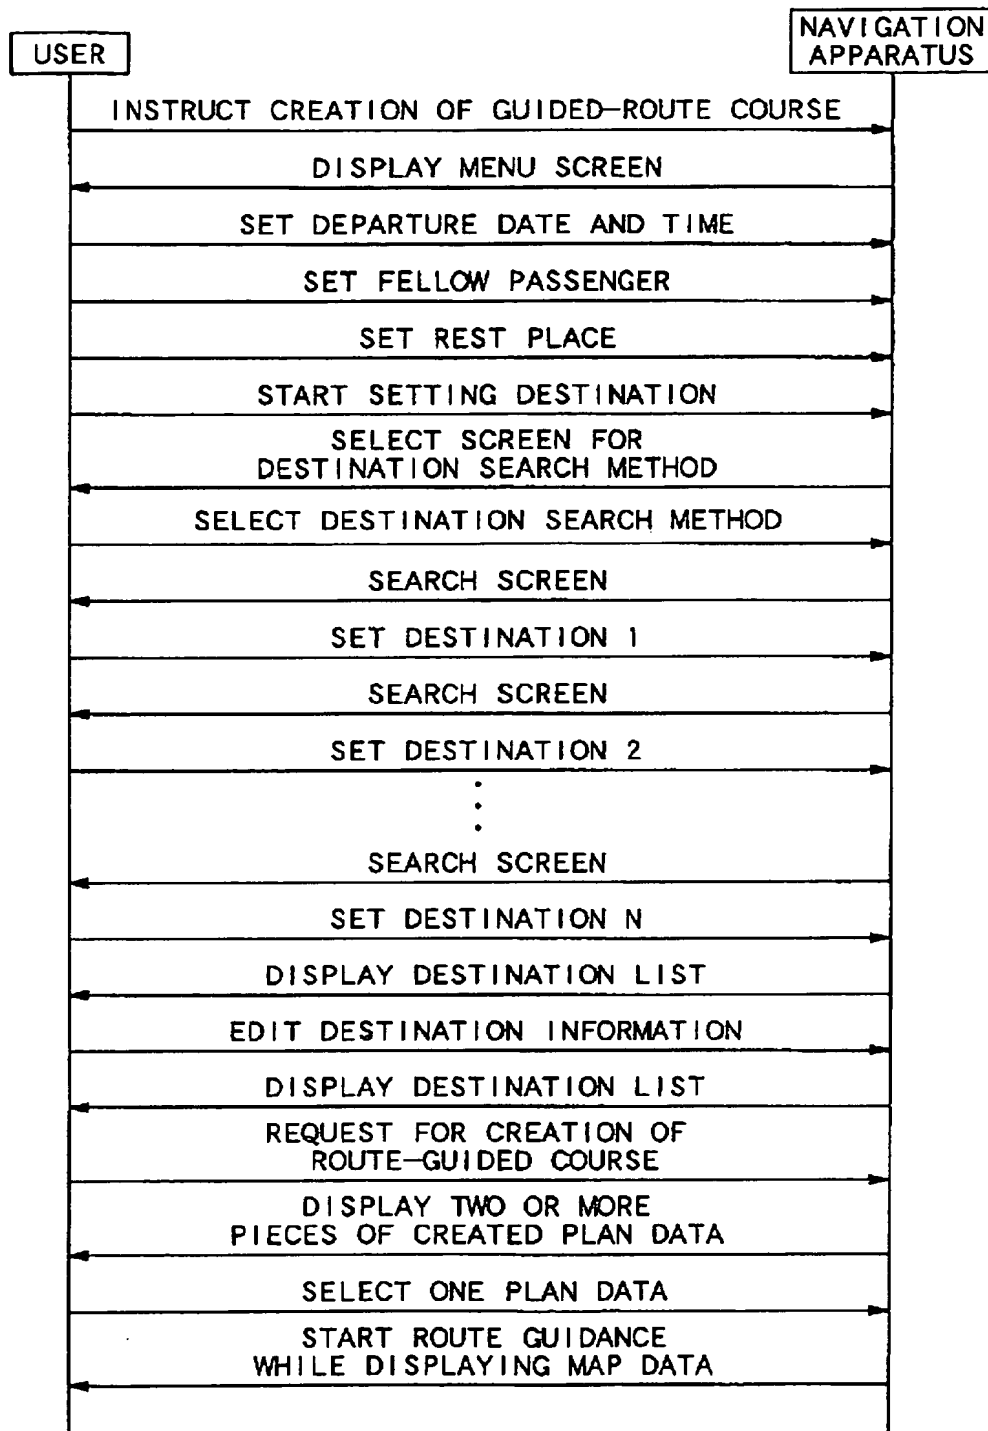 USER
NAVIGATION
APPARATUS
INSTRUCT CREATION OF GUIDED-ROUTE COURSE
DISPLAY MENU SCREEN
SET DEPARTURE DATE AND TIME
SET FELLOW PASSENGER
SET REST PLACE
START SETTING DESTINATION
SELECT SCREEN FOR
DESTINATION SEARCH METHOD
SELECT DESTINATION SEARCH METHOD
SEARCH SCREEN
SET DESTINATION 1
SEARCH SCREEN
SET DESTINATION 2
SEARCH SCREEN
SET DESTINATION N
DISPLAY DESTINATION LIST
EDIT DESTINATION INFORMATION
DISPLAY DESTINATION LIST
REQUEST FOR CREATION OF
ROUTE-GUIDED COURSE
DISPLAY TWO OR MORE
PIECES OF CREATED PLAN DATA
SELECT ONE PLAN DATA
START ROUTE GUIDANCE
WHILE DISPLAYING MAP DATA